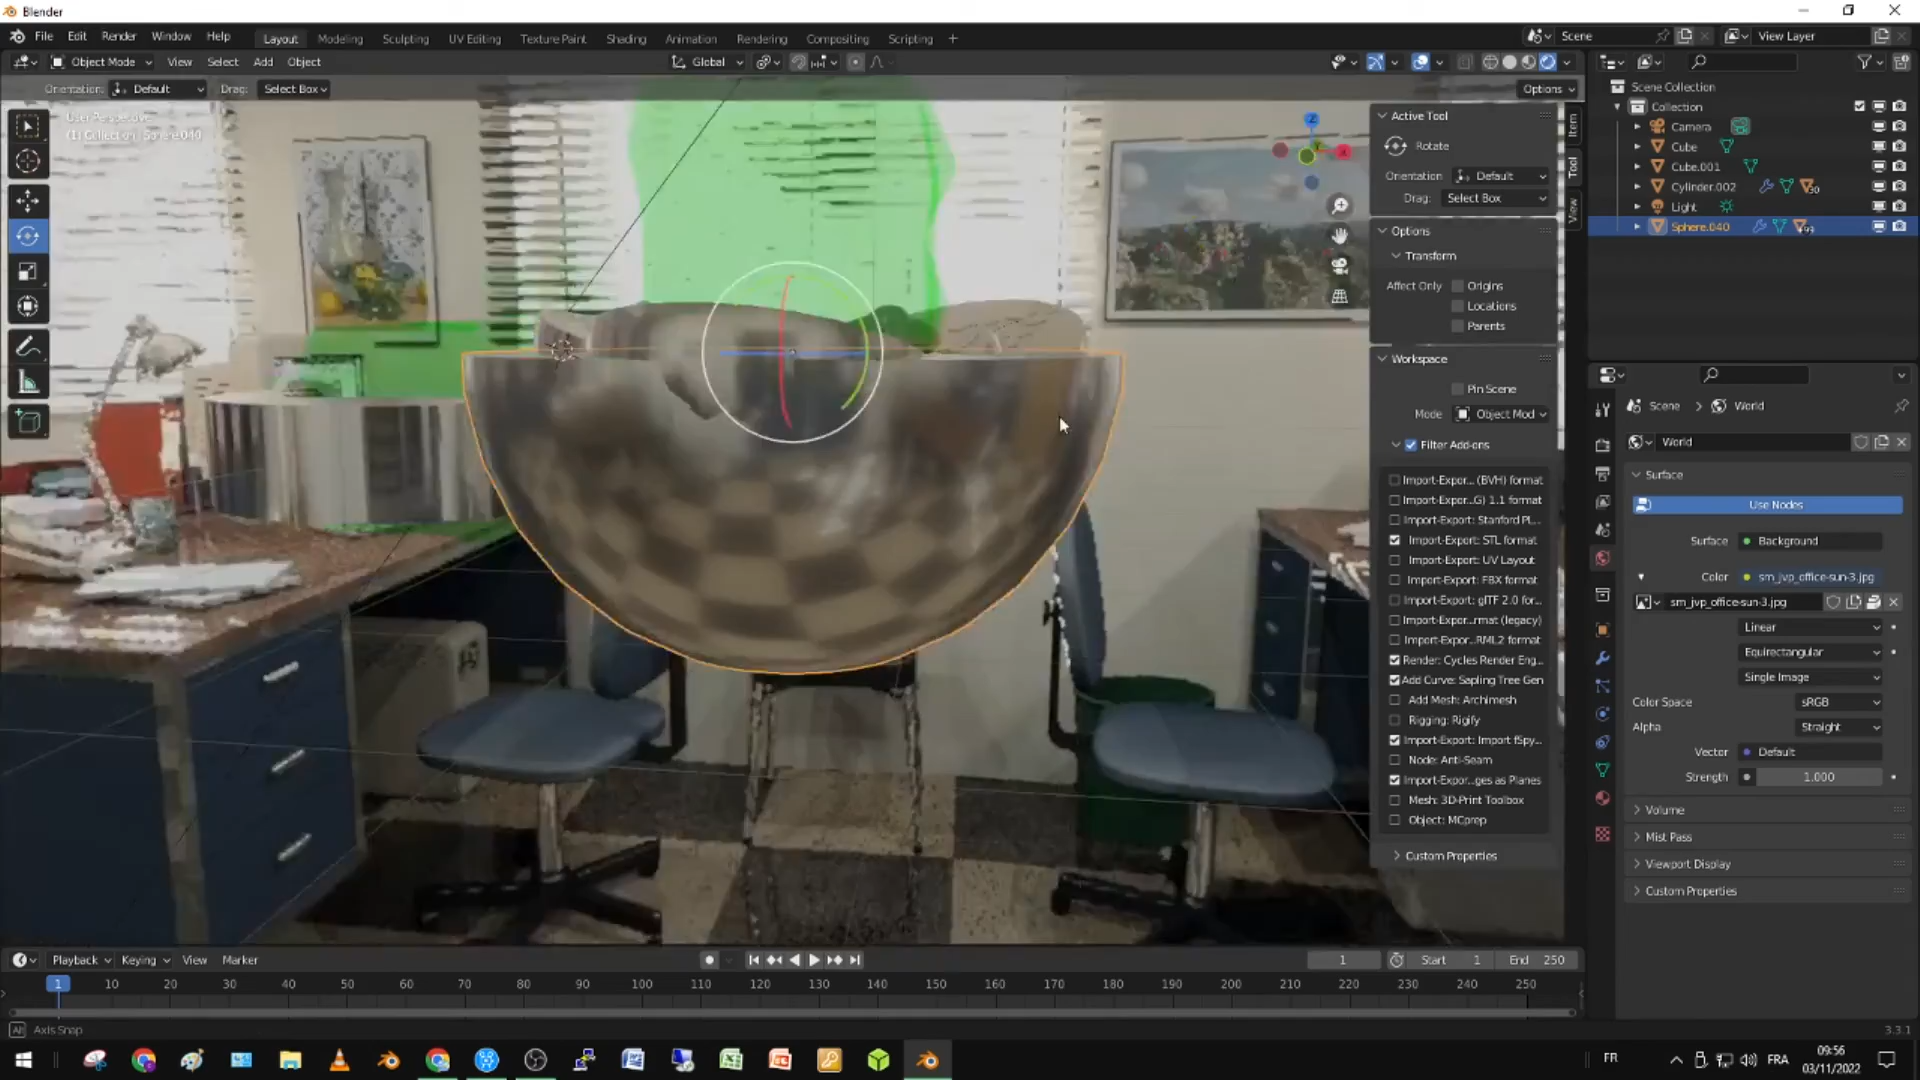 Blender
File Edit Render Window Help
Layout Modeling Sculpting UV Editing Texture Paint Shading Animation Rendering Compositing Scripting +
Scene
View Layer
Object Mode View Select Add Object
Global
Orientation: Default Drag: Select Box
Options
User Perspective
(1) Collection | Sphere.040
Z
X
Item
Tool
View
Active Tool
Rotate
Orientation Default
Drag: Select Box
Options
Transform
Affect Only Origins
Locations
Parents
Workspace
Pin Scene
Mode Object Mod
Filter Add-ons
Import-Expor... (BVH) format
Import-Expor...G) 1.1 format
Import-Export: Stanford PL...
Import-Export: STL format
Import-Export: UV Layout
Import-Export: FBX format
Import-Export: glTF 2.0 for...
Import-Expor...rmat (legacy)
Import-Expor...RML2 format
Render: Cycles Render Eng...
Add Curve: Sapling Tree Gen
Add Mesh: Archimesh
Rigging: Rigify
Import-Export: Import fSpy...
Node: Anti-Seam
Import-Expor...ges as Planes
Mesh: 3D-Print Toolbox
Object: MCprep
Custom Properties
Scene Collection
Collection
Camera
Cube
Cube.001
Cylinder.002 30
Light
Sphere.040 99
Scene > World
World
Surface
Use Nodes
Surface Background
Color sm_jvp_office-sun-3.jpg
sm_jvp_office-sun-3.jpg
Linear
Equirectangular
Single Image
Color Space sRGB
Alpha Straight
Vector Default
Strength 1.000
Volume
Mist Pass
Viewport Display
Custom Properties
Playback Keying View Marker
1 Start 1 End 250
1 10 20 30 40 50 60 70 80 90 100 110 120 130 140 150 160 170 180 190 200 210 220 230 240 250
Alt Axis Snap
3.3.1
FR
FRA
09:56
03/11/2022